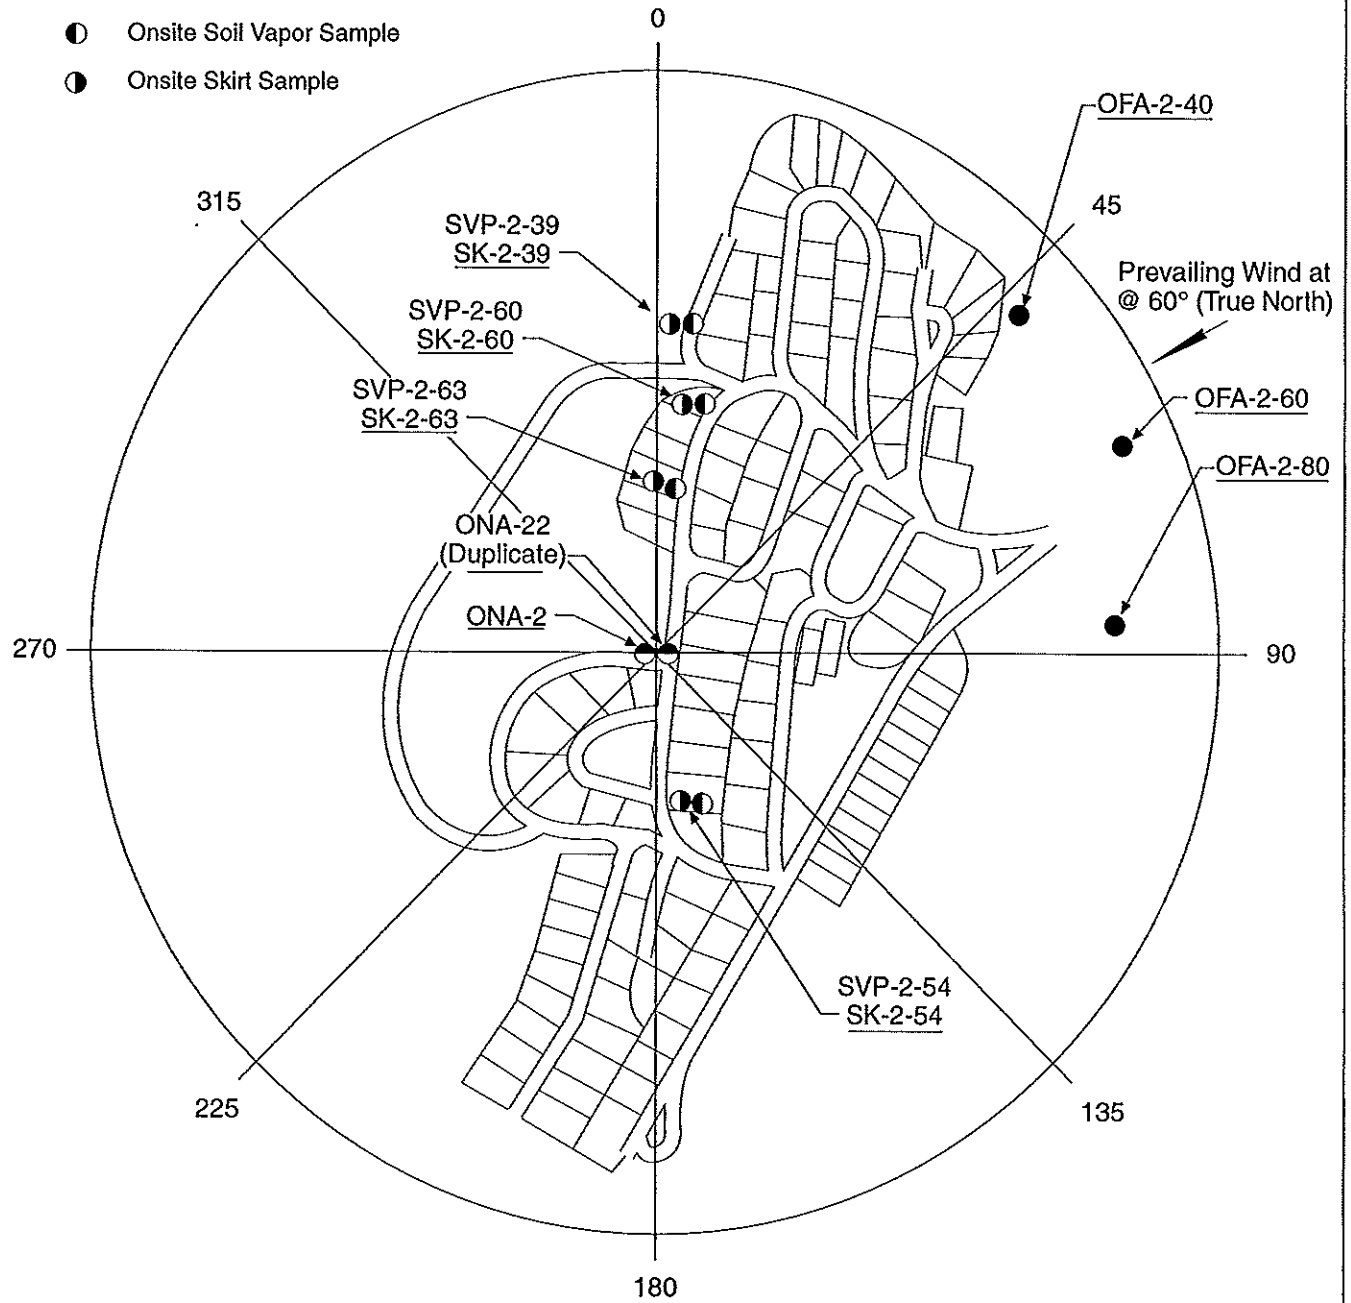 Onsite Soil Vapor Sample
Onsite Skirt Sample
0
OFA-2-40
315
45
SVP-2-39
SK-2-39
Prevailing Wind at
@ 60° (True North)
SVP-2-60
SK-2-60
SVP-2-63
SK-2-63
OFA-2-60
OFA-2-80
ONA-22
(Duplicate)
ONA-2
270
90
SVP-2-54
SK-2-54
225
135
180